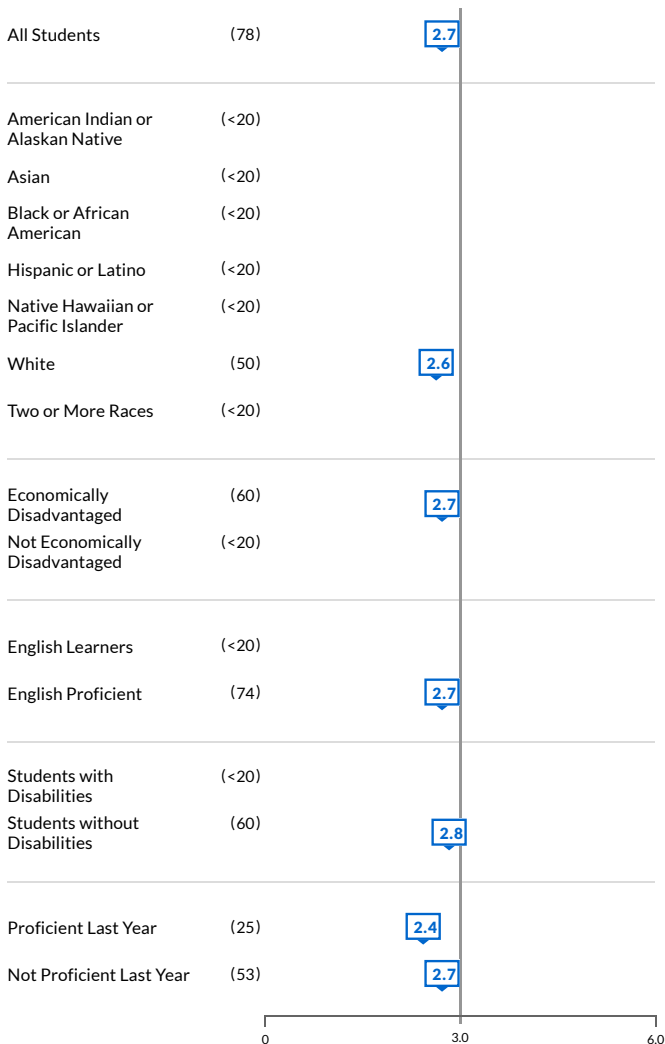 All Students (78) 2.7
American Indian or (<20)
Alaskan Native
Asian (<20)
Black or African (<20)
American
Hispanic or Latino (<20)
Native Hawaiian or (<20)
Pacific Islander
White (50) 2.6
Two or More Races (<20)
Economically (60) 2.7
Disadvantaged
Not Economically (<20)
Disadvantaged
English Learners (<20)
English Proficient (74) 2.7
Students with (<20)
Disabilities
Students without (60) 2.8
Disabilities
Proficient Last Year (25) 2.4
Not Proficient Last Year (53) 2.7
0 3.0 6.0